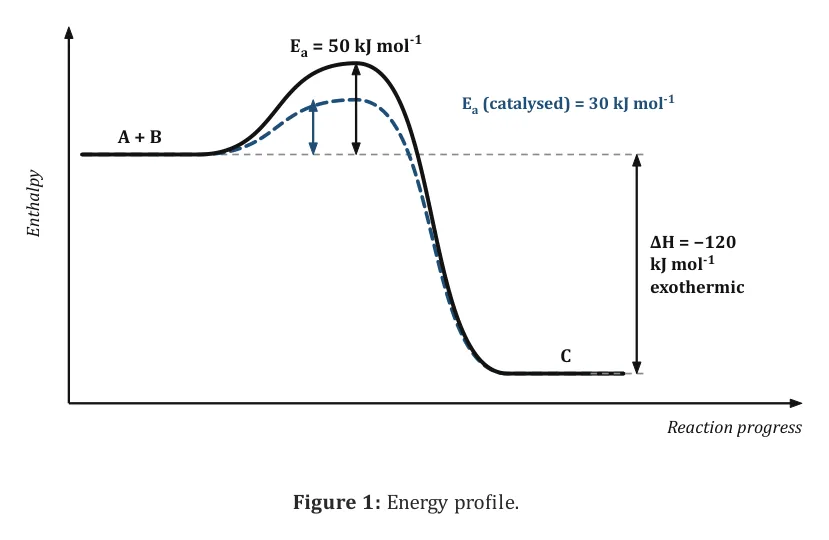 Eₐ = 50 kJ mol⁻¹
Eₐ (catalysed) = 30 kJ mol⁻¹
A + B
Enthalpy
ΔH = −120
kJ mol⁻¹
exothermic
C
Reaction progress
Figure 1: Energy profile.